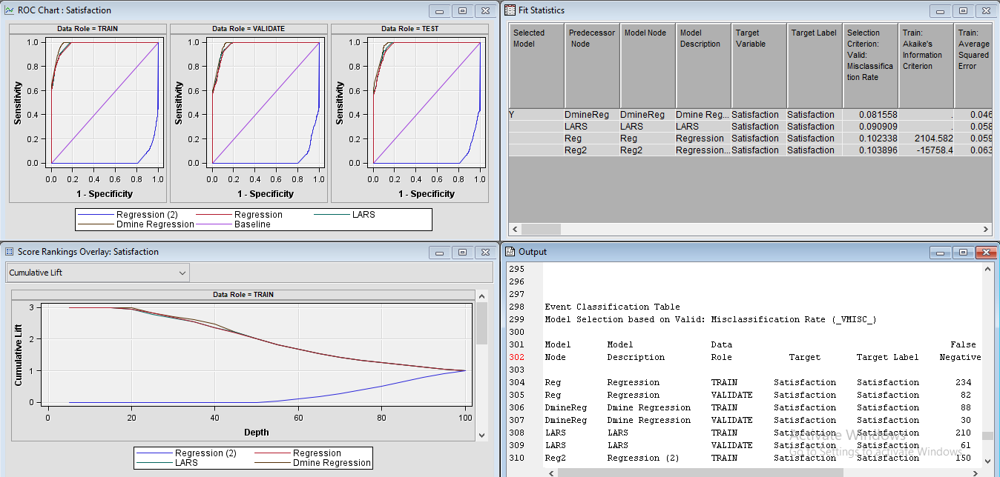 ROC Chart : Satisfaction
Data Role = TRAIN
Data Role = VALIDATE
Data Role = TEST
Sensitivity
1.0
0.8
0.6
0.4
0.2
0.0
0.0 0.2 0.4 0.6 0.8 1.0
1 - Specificity
Sensitivity
1.0
0.8
0.6
0.4
0.2
0.0
0.0 0.2 0.4 0.6 0.8 1.0
1 - Specificity
Sensitivity
1.0
0.8
0.6
0.4
0.2
0.0
0.0 0.2 0.4 0.6 0.8 1.0
1 - Specificity
Regression (2) Regression LARS
Dmine Regression Baseline
Fit Statistics
Selected Model
Predecessor Node
Model Node
Model Description
Target Variable
Target Label
Selection Criterion: Valid: Misclassification Rate
Train: Akaike's Information Criterion
Train: Average Squared Error
Y DmineReg DmineReg Dmine Reg... Satisfaction Satisfaction 0.081558 . 0.046
LARS LARS LARS Satisfaction Satisfaction 0.090909 . 0.058
Reg Reg Regression Satisfaction Satisfaction 0.102338 2104.582 0.059
Reg2 Reg2 Regression... Satisfaction Satisfaction 0.103896 -15758.4 0.063
Score Rankings Overlay: Satisfaction
Cumulative Lift
Data Role = TRAIN
Cumulative Lift
3
2
1
0
0 20 40 60 80 100
Depth
Regression (2) Regression
LARS Dmine Regression
Output
295
296
297
298 Event Classification Table
299 Model Selection based on Valid: Misclassification Rate (_VMISC_)
300
301 Model Model Data False
302 Node Description Role Target Target Label Negative
303
304 Reg Regression TRAIN Satisfaction Satisfaction 234
305 Reg Regression VALIDATE Satisfaction Satisfaction 82
306 DmineReg Dmine Regression TRAIN Satisfaction Satisfaction 88
307 DmineReg Dmine Regression VALIDATE Satisfaction Satisfaction 30
308 LARS LARS TRAIN Satisfaction Satisfaction 210
309 LARS LARS VALIDATE Satisfaction Satisfaction 61
310 Reg2 Regression (2) TRAIN Satisfaction Satisfaction 150
Activate Windows
Go to Settings to activate Windows.